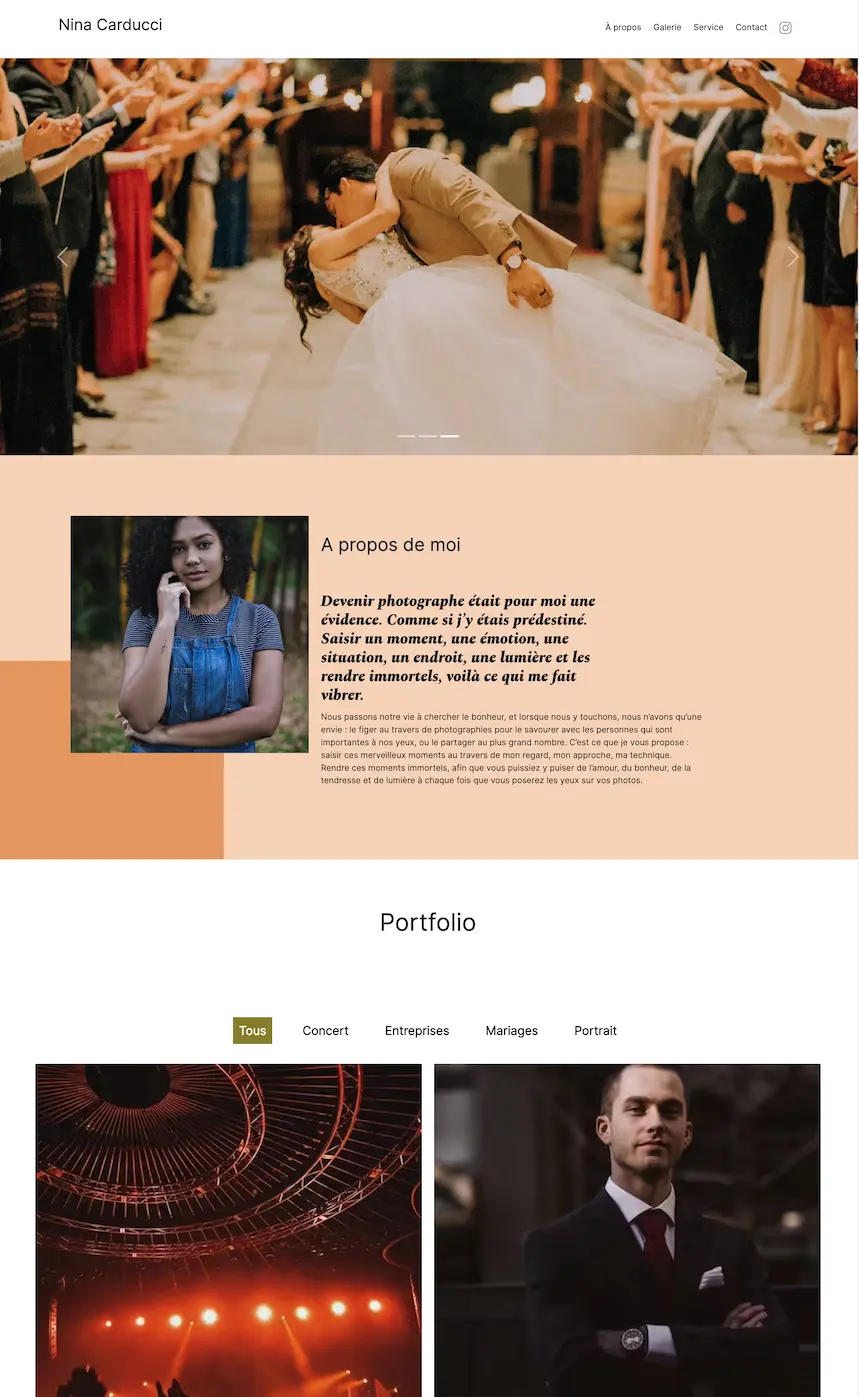 Nina Carducci
À propos Galerie Service Contact
A propos de moi
Devenir photographe était pour moi une
évidence. Comme si j'y étais prédestiné.
Saisir un moment, une émotion, une
situation, un endroit, une lumière et les
rendre immortels, voilà ce qui me fait
vibrer.
Nous passons notre vie à chercher le bonheur, et lorsque nous y touchons, nous n'avons qu'une
envie : le figer au travers de photographies pour le savourer avec les personnes qui sont
importantes à nos yeux, ou le partager au plus grand nombre. C'est ce que je vous propose :
saisir ces merveilleux moments au travers de mon regard, mon approche, ma technique.
Rendre ces moments immortels, afin que vous puissiez y puiser de l'amour, du bonheur, de la
tendresse et de lumière à chaque fois que vous poserez les yeux sur vos photos.
Portfolio
Tous Concert Entreprises Mariages Portrait